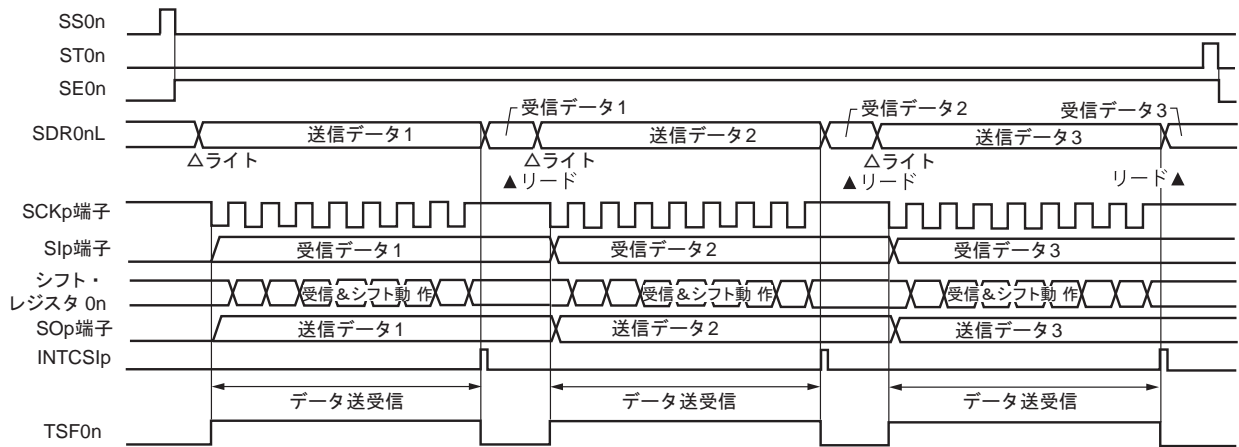 SS0n
ST0n
SE0n
受信データ1 受信データ2 受信データ3
SDR0nL 送信データ1 送信データ2 送信データ3
△ライト △ライト △ライト
▲リード ▲リード リード▲
SCKp端子
SIp端子 受信データ1 受信データ2 受信データ3
シフト・
レジスタ 0n 受信&シフト動 作 受信&シフト動 作 受信&シフト動作
SOp端子 送信データ1 送信データ2 送信データ3
INTCSIp
データ送受信 データ送受信 データ送受信
TSF0n